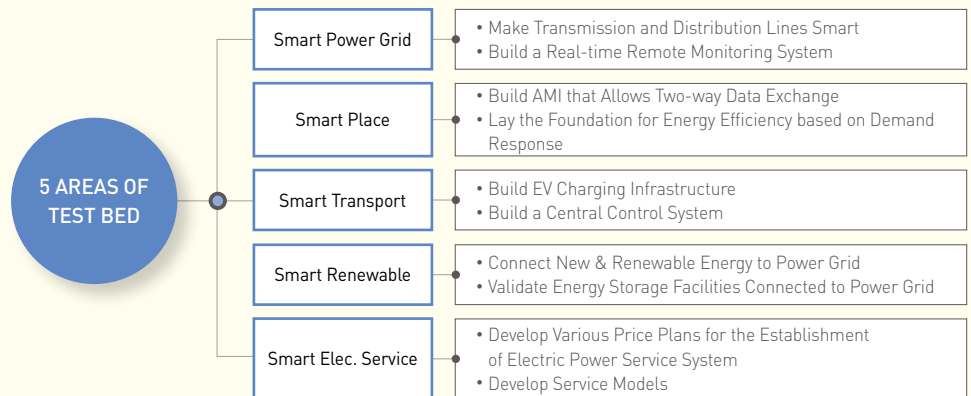 5 AREAS OF
TEST BED
Smart Power Grid
• Make Transmission and Distribution Lines Smart
• Build a Real-time Remote Monitoring System
Smart Place
• Build AMI that Allows Two-way Data Exchange
• Lay the Foundation for Energy Efficiency based on Demand
Response
Smart Transport
• Build EV Charging Infrastructure
• Build a Central Control System
Smart Renewable
• Connect New & Renewable Energy to Power Grid
• Validate Energy Storage Facilities Connected to Power Grid
Smart Elec. Service
• Develop Various Price Plans for the Establishment
of Electric Power Service System
• Develop Service Models